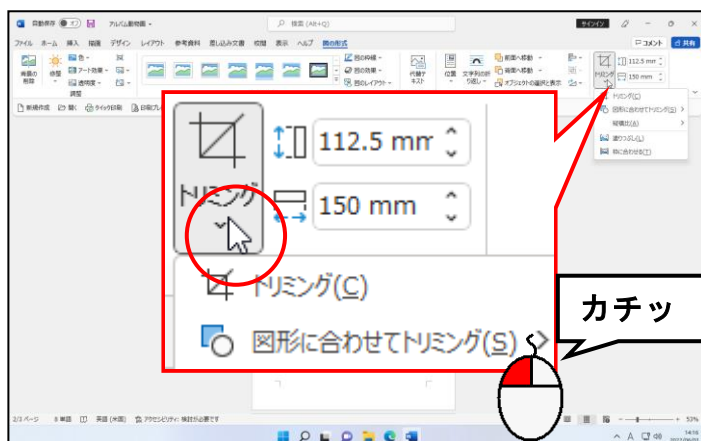 自動保存 オフ アルバム動物園 検索 (Alt+Q) サインイン
ファイル ホーム 挿入 描画 デザイン レイアウト 参考資料 差し込み文書 校閲 表示 ヘルプ 図の形式 コメント 共有
背景の削除 修整 色 アート効果 透明度
図の枠線 図の効果 図のレイアウト
代替テキスト
位置 文字列の折り返し 前面へ移動 背面へ移動 オブジェクトの選択と表示
トリミング 112.5 mm
150 mm
調整
新規作成 開く クイック印刷
トリミング(C)
図形に合わせてトリミング(S)
縦横比(A)
塗りつぶし(L)
枠に合わせる(T)
トリミング
112.5 mm
150 mm
トリミング(C)
図形に合わせてトリミング(S)
カチッ
2/3 ページ 8 単語 英語 (米国) アクセシビリティ: 検討が必要です 53%
A 14:16